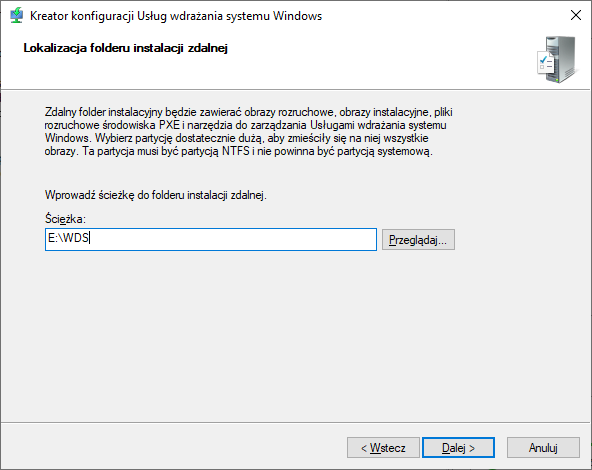 Kreator konfiguracji Usług wdrażania systemu Windows
Lokalizacja folderu instalacji zdalnej
Zdalny folder instalacyjny będzie zawierać obrazy rozruchowe, obrazy instalacyjne, pliki
rozruchowe środowiska PXE i narzędzia do zarządzania Usługami wdrażania systemu
Windows. Wybierz partycję dostatecznie dużą, aby zmieściły się na niej wszystkie
obrazy. Ta partycja musi być partycją NTFS i nie powinna być partycją systemową.
Wprowadź ścieżkę do folderu instalacji zdalnej.
Ścieżka:
E:\WDS
Przeglądaj...
< Wstecz
Dalej >
Anuluj